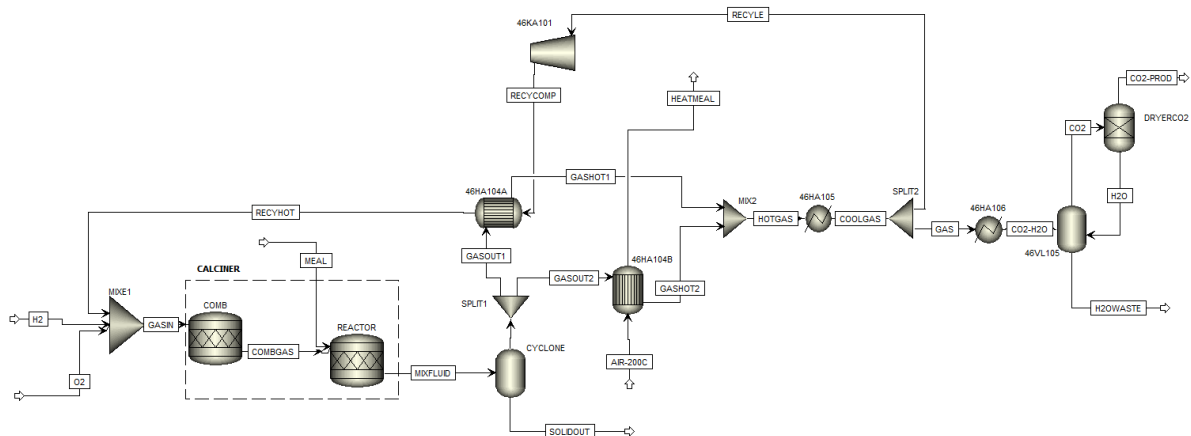 46KA101
RECYLE
RECYCOMP
HEATMEAL
CO2-PROD
CO2
DRYERCO2
46HA104A
GASHOT1
SPLIT2
RECYHOT
MIX2
46HA105
H2O
46HA106
HOTGAS
COOLGAS
GAS
CO2-H2O
46VL105
MEAL
GASOUT1
46HA104B
GASOUT2
GASHOT2
CALCINER
MIXE1
COMB
SPLIT1
H2
GASIN
REACTOR
H2OWASTE
COMBGAS
CYCLONE
AIR-200C
MIXFLUID
O2
SOLIDOUT